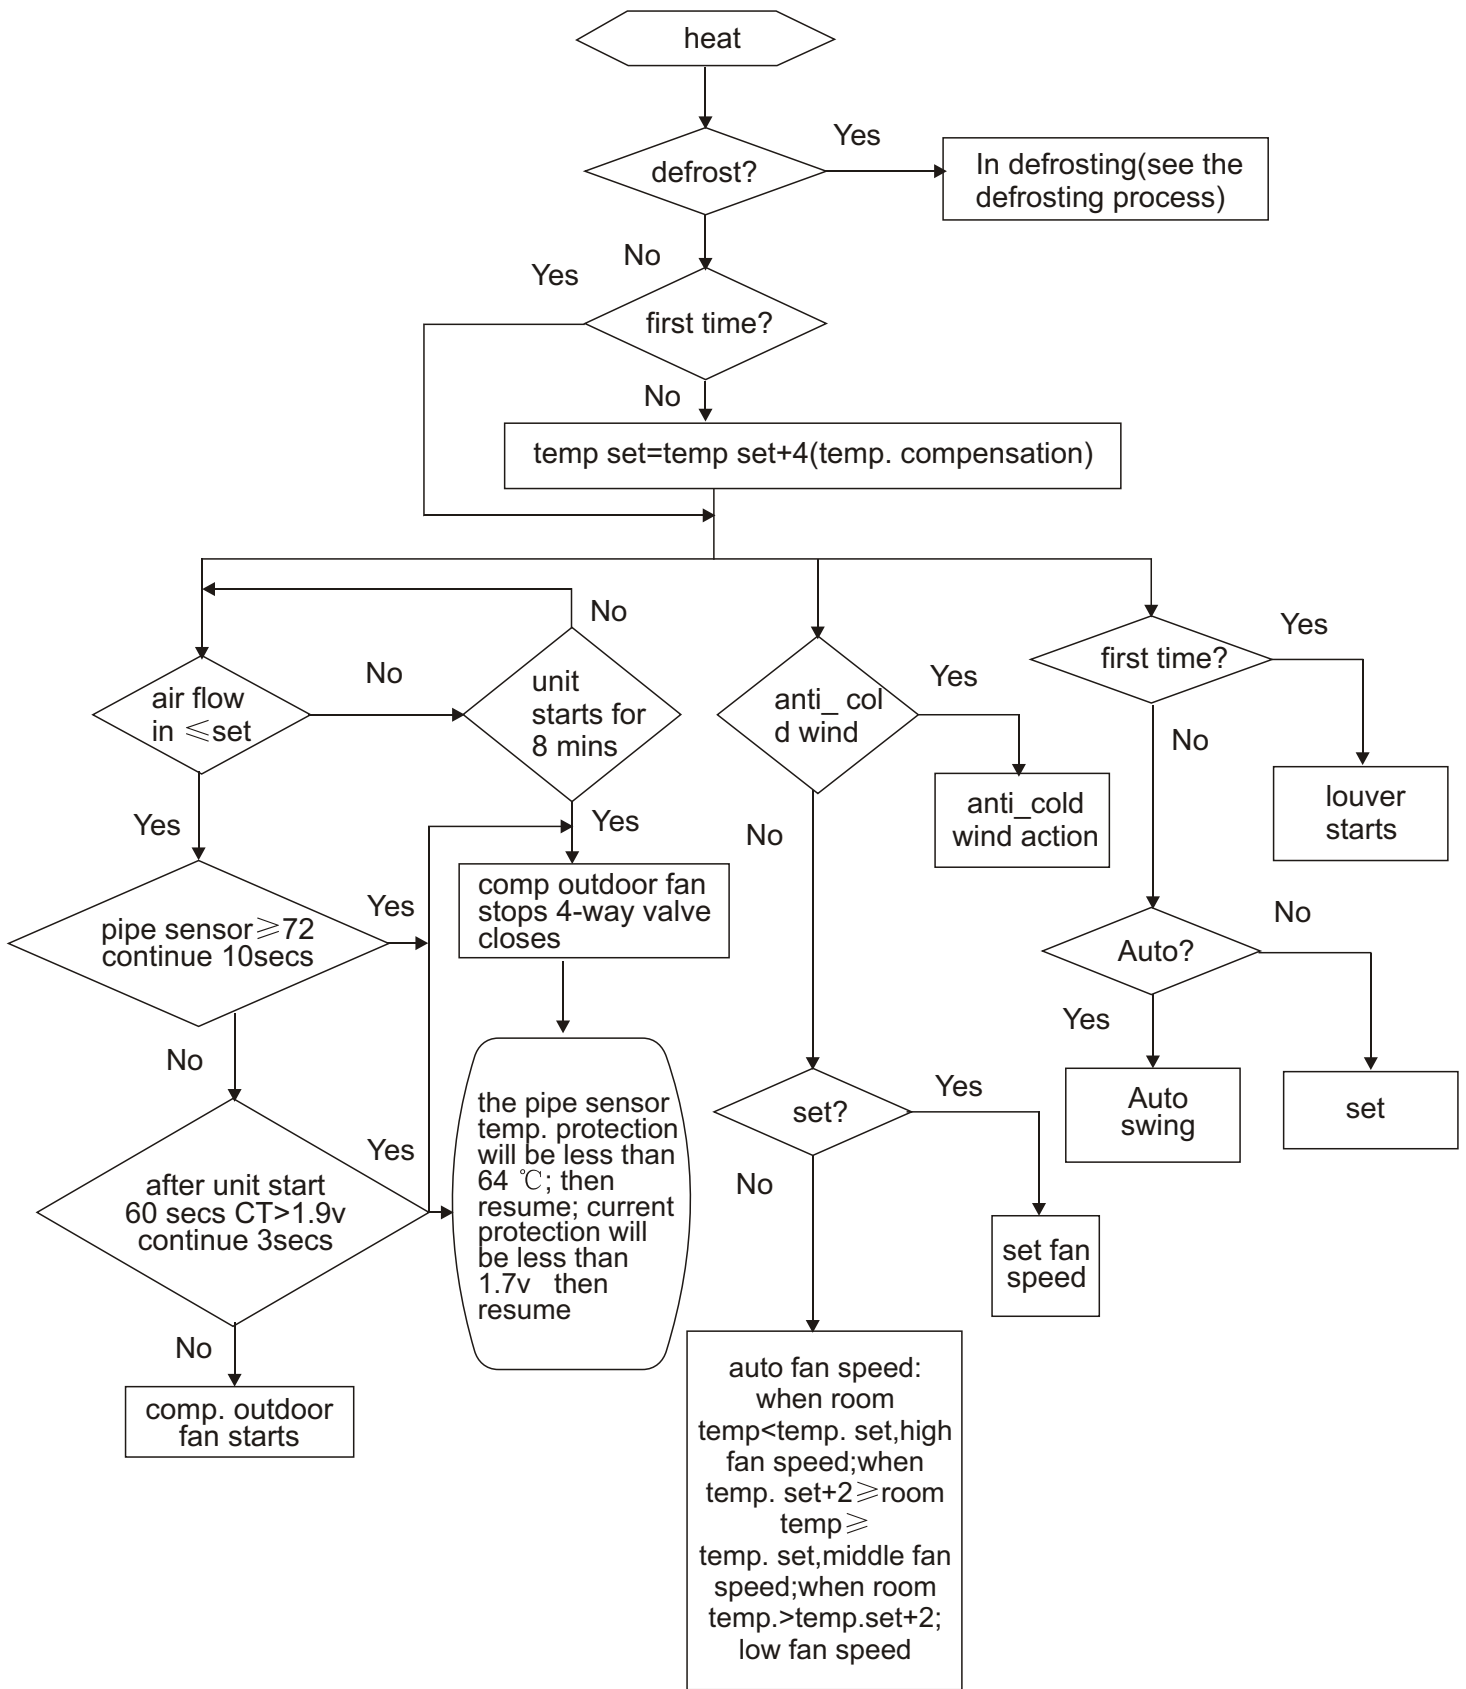 heat
defrost?
Yes
In defrosting(see the
defrosting process)
No
Yes
first time?
No
temp set=temp set+4(temp. compensation)
air flow
in ≤set
No
unit
starts for
8 mins
No
Yes
Yes
pipe sensor≥72
continue 10secs
Yes
comp outdoor fan
stops 4-way valve
closes
No
after unit start
60 secs CT>1.9v
continue 3secs
Yes
the pipe sensor
temp. protection
will be less than
64 ℃; then
resume; current
protection will
be less than
1.7v then
resume
No
comp. outdoor
fan starts
anti_ col
d wind
Yes
anti_cold
wind action
No
set?
Yes
set fan
speed
No
auto fan speed:
when room
temp<temp. set,high
fan speed;when
temp. set+2≥room
temp≥
temp. set,middle fan
speed;when room
temp.>temp.set+2;
low fan speed
first time?
Yes
louver
starts
No
Auto?
No
set
Yes
Auto
swing